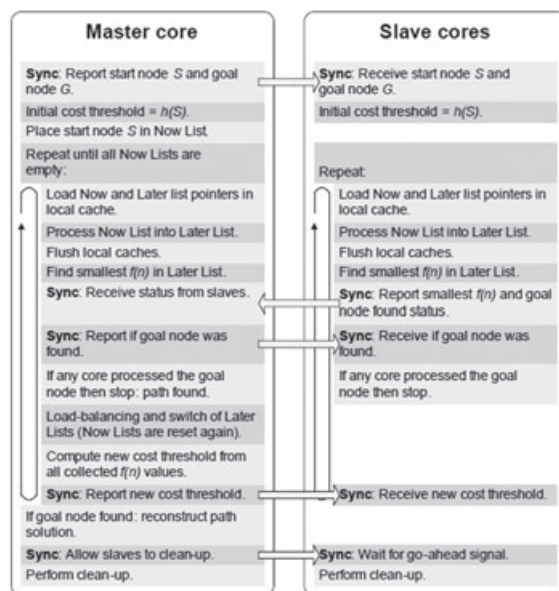 Master core
Sync: Report start node S and goal
node G.
Initial cost threshold = h(S).
Place start node S in Now List.
Repeat until all Now Lists are
empty:
Load Now and Later list pointers in
local cache.
Process Now List into Later List.
Flush local caches.
Find smallest f(n) in Later List.
Sync: Receive status from slaves.
Sync: Report if goal node was
found.
If any core processed the goal
node then stop: path found.
Load-balancing and switch of Later
Lists (Now Lists are reset again).
Compute new cost threshold from
all collected f(n) values.
Sync: Report new cost threshold.
If goal node found: reconstruct path
solution.
Sync: Allow slaves to clean-up.
Perform clean-up.
Slave cores
Sync: Receive start node S and
goal node G.
Initial cost threshold = h(S).
Repeat:
Load Now and Later list pointers in
local cache.
Process Now List into Later List.
Flush local caches.
Find smallest f(n) in Later List.
Sync: Report smallest f(n) and goal
node found status.
Sync: Receive if goal node was
found.
If any core processed the goal
node then stop.
Sync: Receive new cost threshold.
Sync: Wait for go-ahead signal.
Perform clean-up.